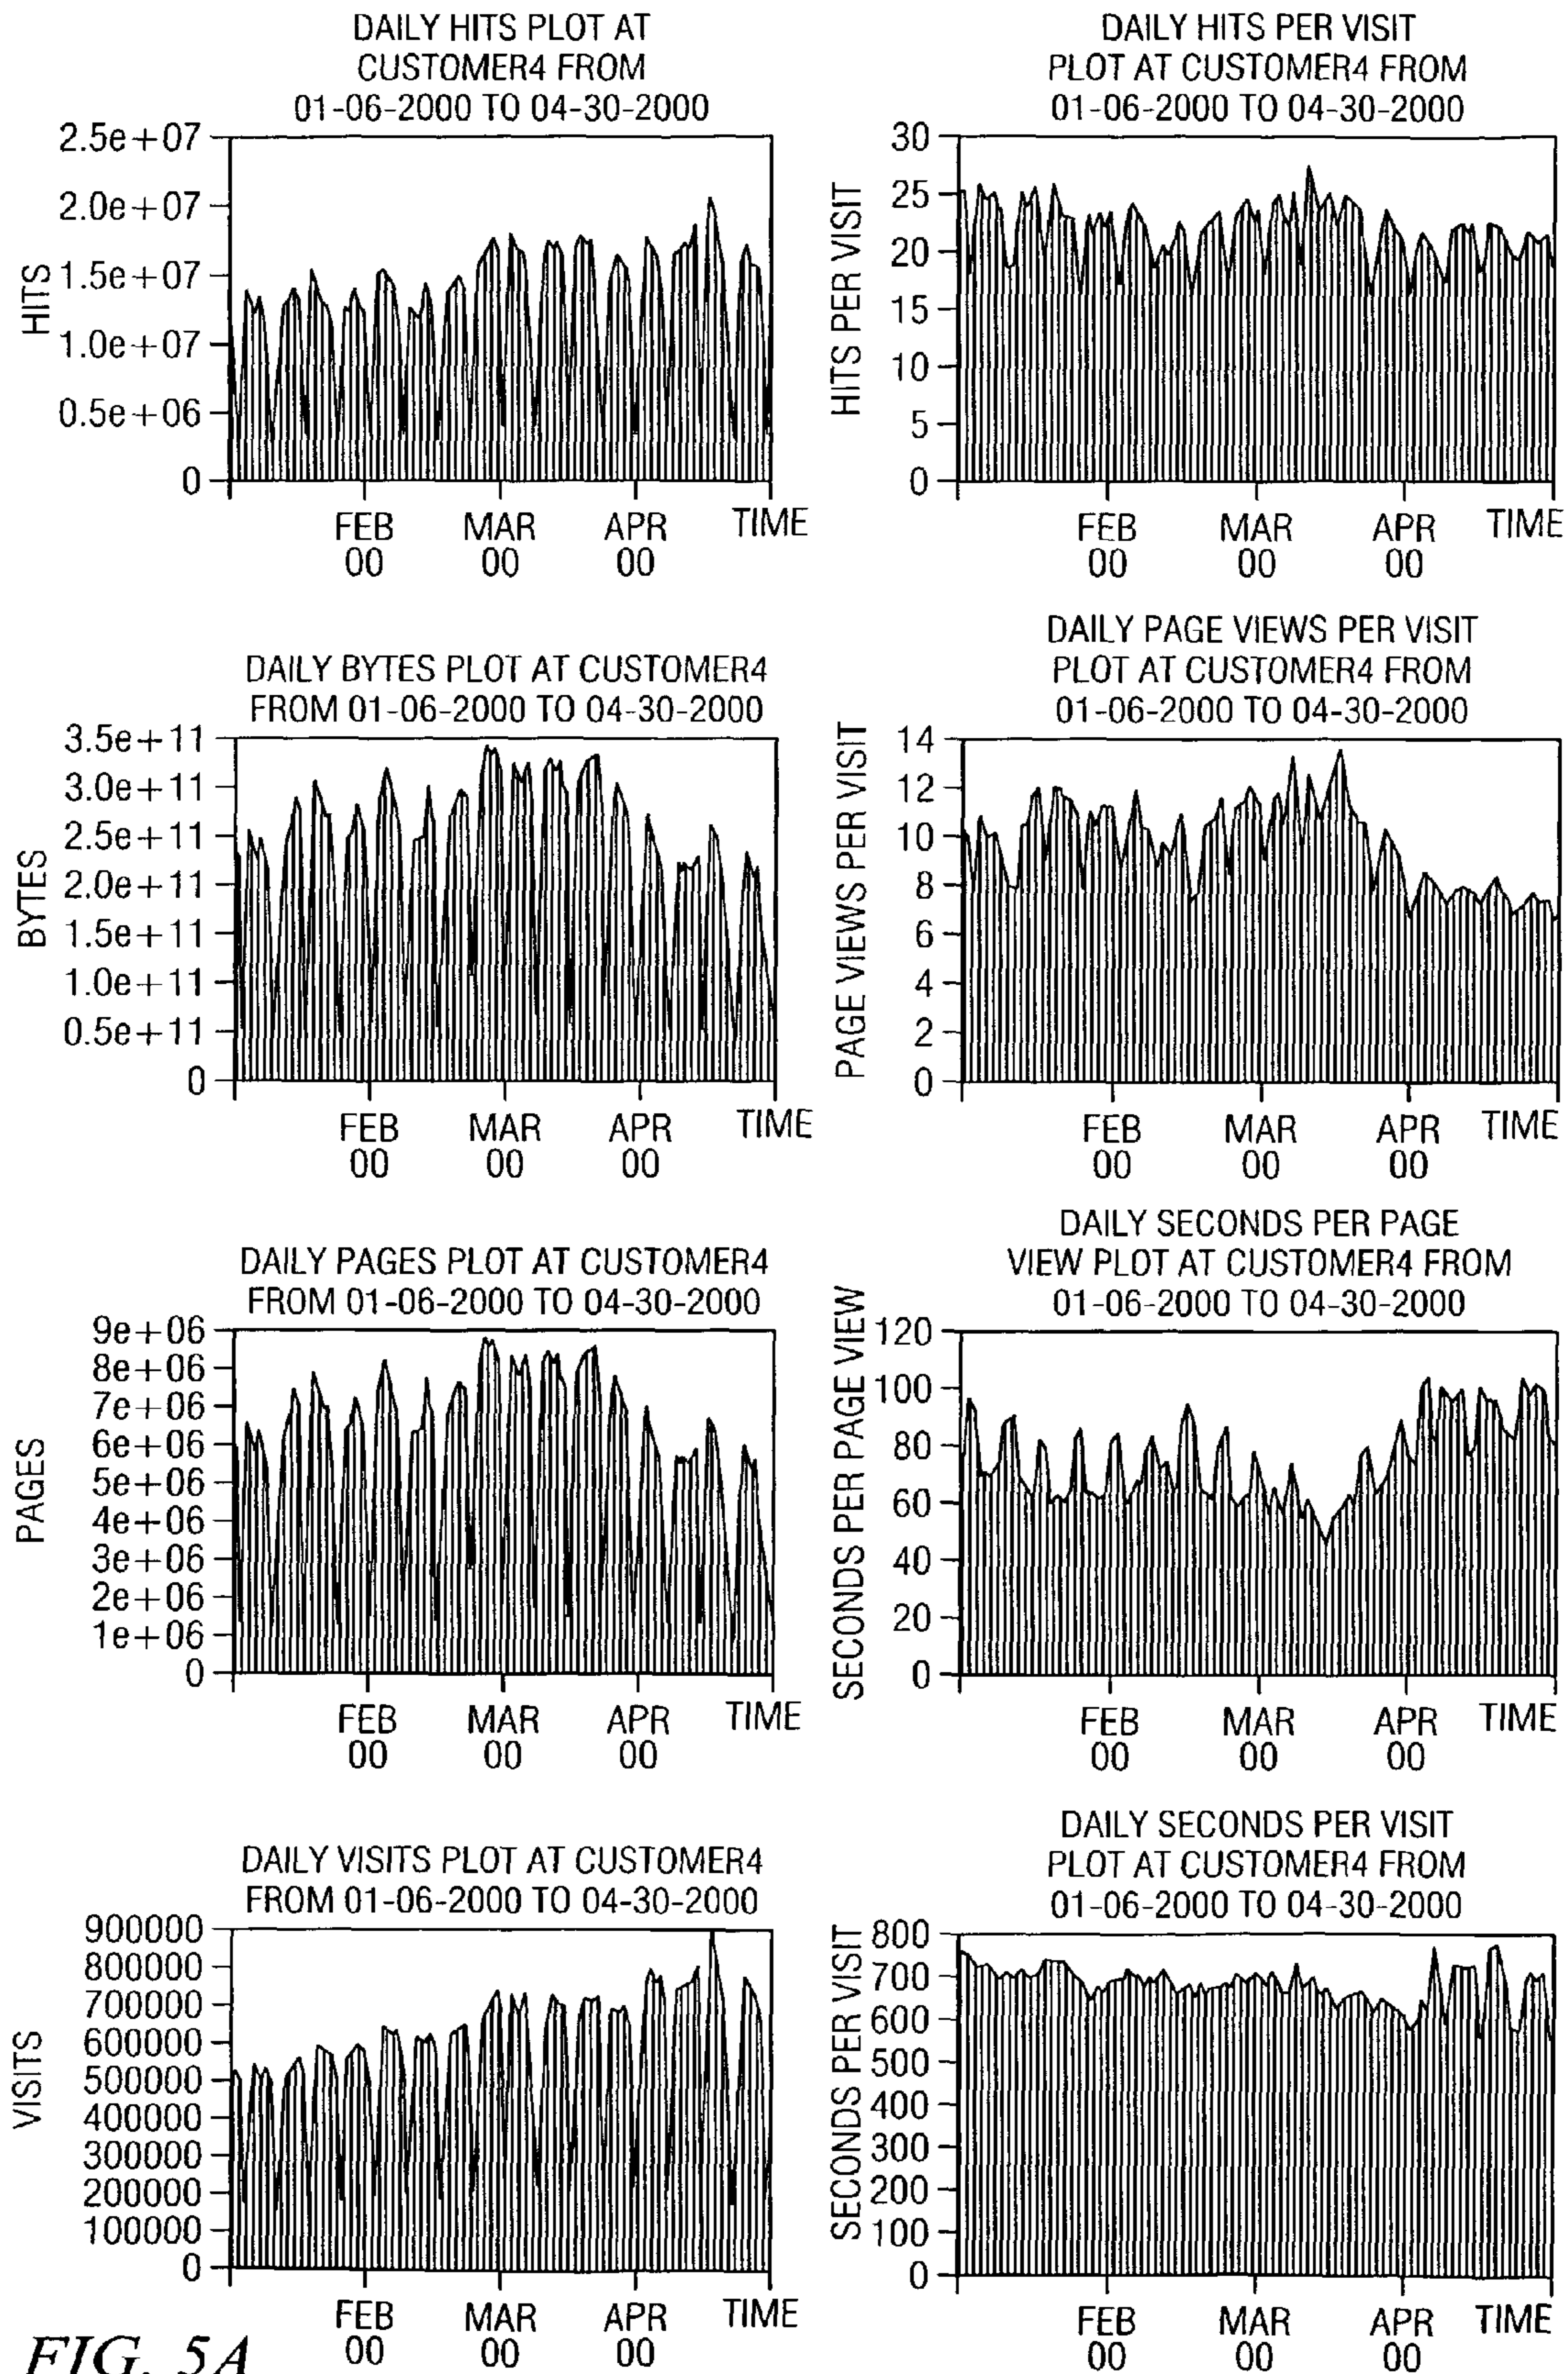 DAILY HITS PLOT AT
CUSTOMER4 FROM
01-06-2000 TO 04-30-2000
HITS
2.5e+07
2.0e+07
1.5e+07
1.0e+07
0.5e+06
0
FEB
00
MAR
00
APR
00
TIME
DAILY HITS PER VISIT
PLOT AT CUSTOMER4 FROM
01-06-2000 TO 04-30-2000
HITS PER VISIT
30
25
20
15
10
5
0
FEB
00
MAR
00
APR
00
TIME
DAILY BYTES PLOT AT CUSTOMER4
FROM 01-06-2000 TO 04-30-2000
BYTES
3.5e+11
3.0e+11
2.5e+11
2.0e+11
1.5e+11
1.0e+11
0.5e+11
0
FEB
00
MAR
00
APR
00
TIME
DAILY PAGE VIEWS PER VISIT
PLOT AT CUSTOMER4 FROM
01-06-2000 TO 04-30-2000
PAGE VIEWS PER VISIT
14
12
10
8
6
4
2
0
FEB
00
MAR
00
APR
00
TIME
DAILY PAGES PLOT AT CUSTOMER4
FROM 01-06-2000 TO 04-30-2000
PAGES
9e+06
8e+06
7e+06
6e+06
5e+06
4e+06
3e+06
2e+06
1e+06
0
FEB
00
MAR
00
APR
00
TIME
DAILY SECONDS PER PAGE
VIEW PLOT AT CUSTOMER4 FROM
01-06-2000 TO 04-30-2000
SECONDS PER PAGE VIEW
120
100
80
60
40
20
0
FEB
00
MAR
00
APR
00
TIME
DAILY VISITS PLOT AT CUSTOMER4
FROM 01-06-2000 TO 04-30-2000
VISITS
900000
800000
700000
600000
500000
400000
300000
200000
100000
0
FEB
00
MAR
00
APR
00
TIME
DAILY SECONDS PER VISIT
PLOT AT CUSTOMER4 FROM
01-06-2000 TO 04-30-2000
SECONDS PER VISIT
800
700
600
500
400
300
200
100
0
FEB
00
MAR
00
APR
00
TIME
FIG. 5A